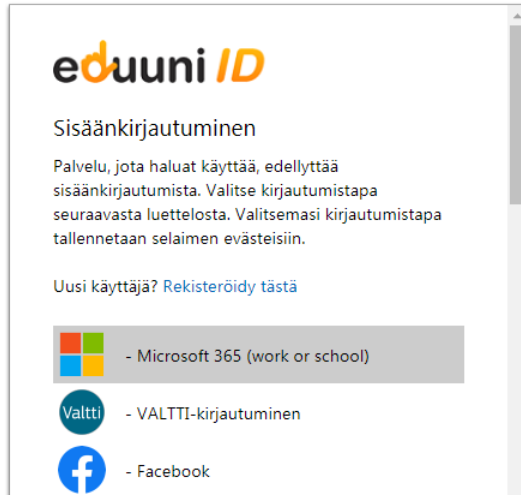 eduuni ID
Sisäänkirjautuminen
Palvelu, jota haluat käyttää, edellyttää
sisäänkirjautumista. Valitse kirjautumistapa
seuraavasta luettelosta. Valitsemasi kirjautumistapa
tallennetaan selaimen evästeisiin.
Uusi käyttäjä? Rekisteröidy tästä
- Microsoft 365 (work or school)
Valtti - VALTTI-kirjautuminen
- Facebook